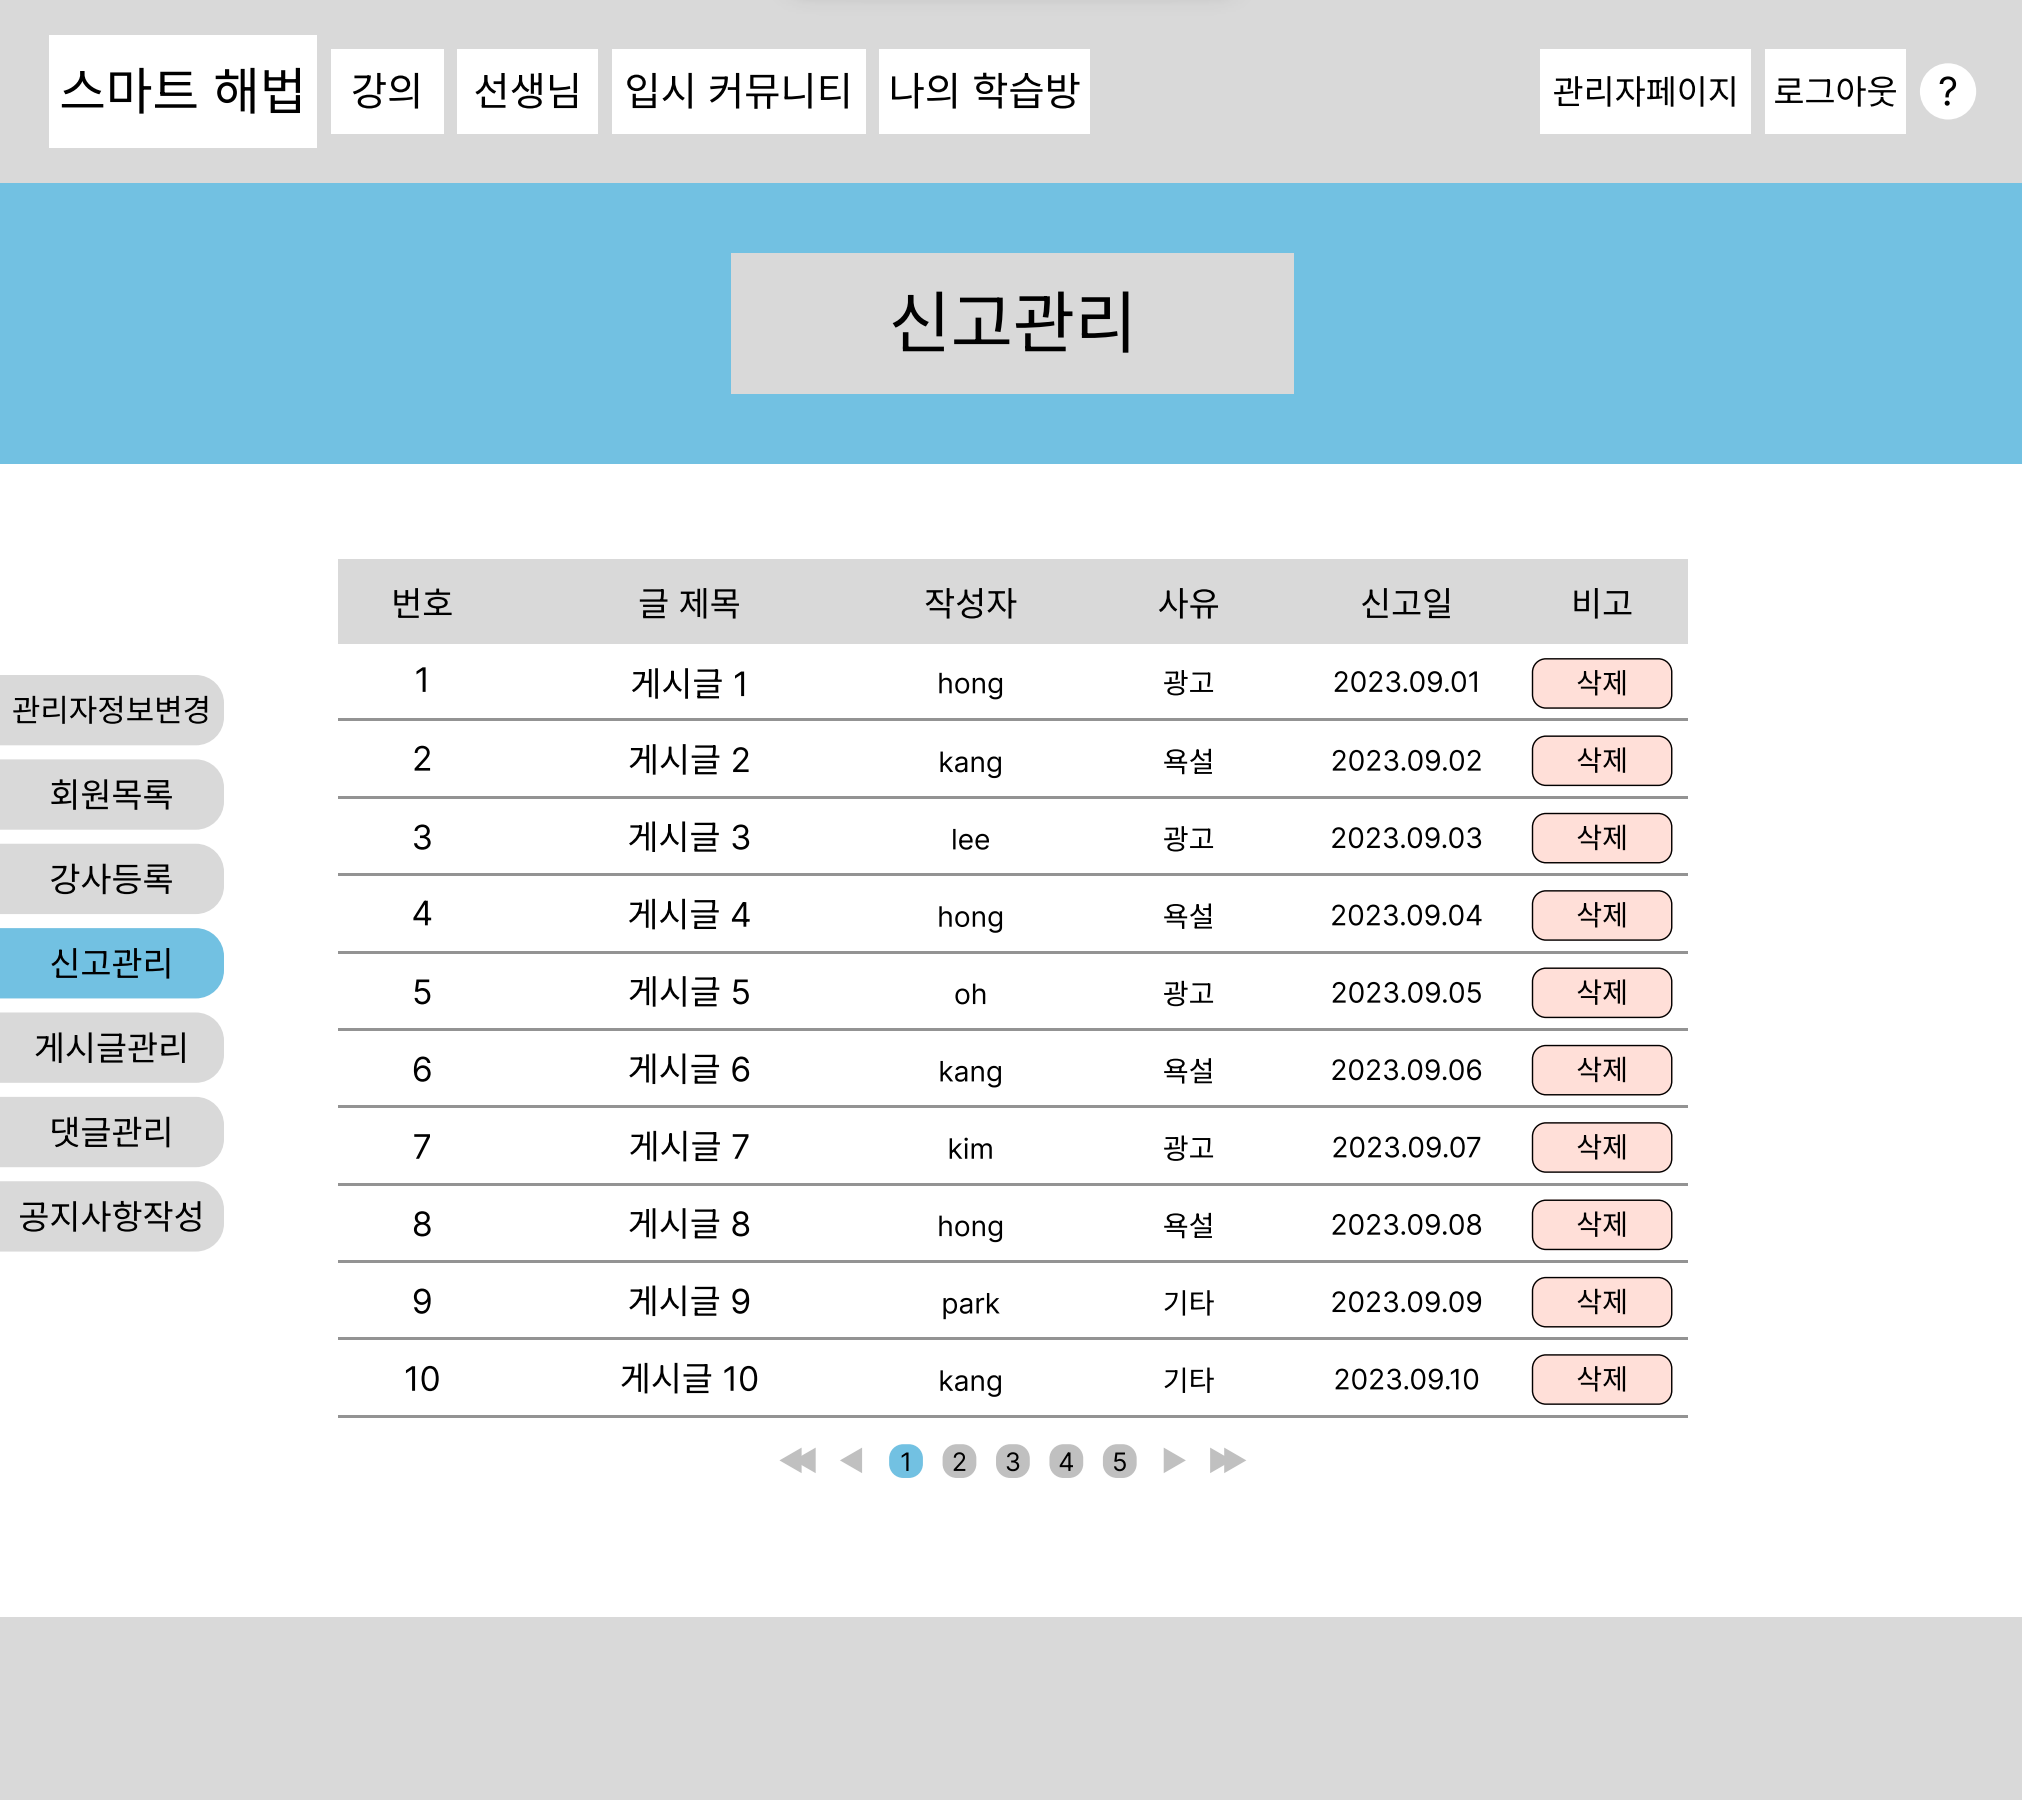 스마트 해법 강의 선생님 입시 커뮤니티 나의 학습방 관리자페이지 로그아웃 ?
신고관리
번호 글 제목 작성자 사유 신고일 비고
1 게시글 1 hong 광고 2023.09.01 삭제
2 게시글 2 kang 욕설 2023.09.02 삭제
3 게시글 3 lee 광고 2023.09.03 삭제
4 게시글 4 hong 욕설 2023.09.04 삭제
5 게시글 5 oh 광고 2023.09.05 삭제
6 게시글 6 kang 욕설 2023.09.06 삭제
7 게시글 7 kim 광고 2023.09.07 삭제
8 게시글 8 hong 욕설 2023.09.08 삭제
9 게시글 9 park 기타 2023.09.09 삭제
10 게시글 10 kang 기타 2023.09.10 삭제
1 2 3 4 5
관리자정보변경
회원목록
강사등록
신고관리
게시글관리
댓글관리
공지사항작성